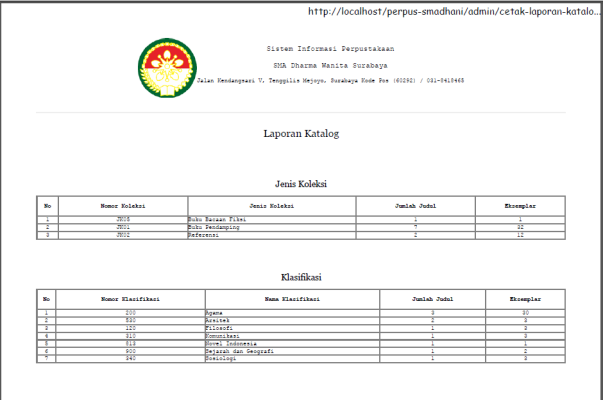 http://localhost/perpus-smadhani/admin/cetak-laporan-katalo...
Sistem Informasi Perpustakaan
SMA Dharma Wanita Surabaya
Jalan Kendangsari V, Tenggilis Mejoyo, Surabaya Kode Pos (60292) / 031-8418465
Laporan Katalog
Jenis Koleksi
No Nomor Koleksi Jenis Koleksi Jumlah Judul Eksemplar
1 JK05 Buku Bacaan Fiksi 1 1
2 JK01 Buku Pendamping 7 32
3 JK02 Referensi 2 12
Klasifikasi
No Nomor Klasifikasi Nama Klasifikasi Jumlah Judul Eksemplar
1 200 Agama 3 30
2 530 Arsitek 2 3
3 120 Filosofi 1 3
4 310 Komunikasi 1 3
5 813 Novel Indonesia 1 1
6 900 Sejarah dan Geografi 1 2
7 340 Sosiologi 1 3